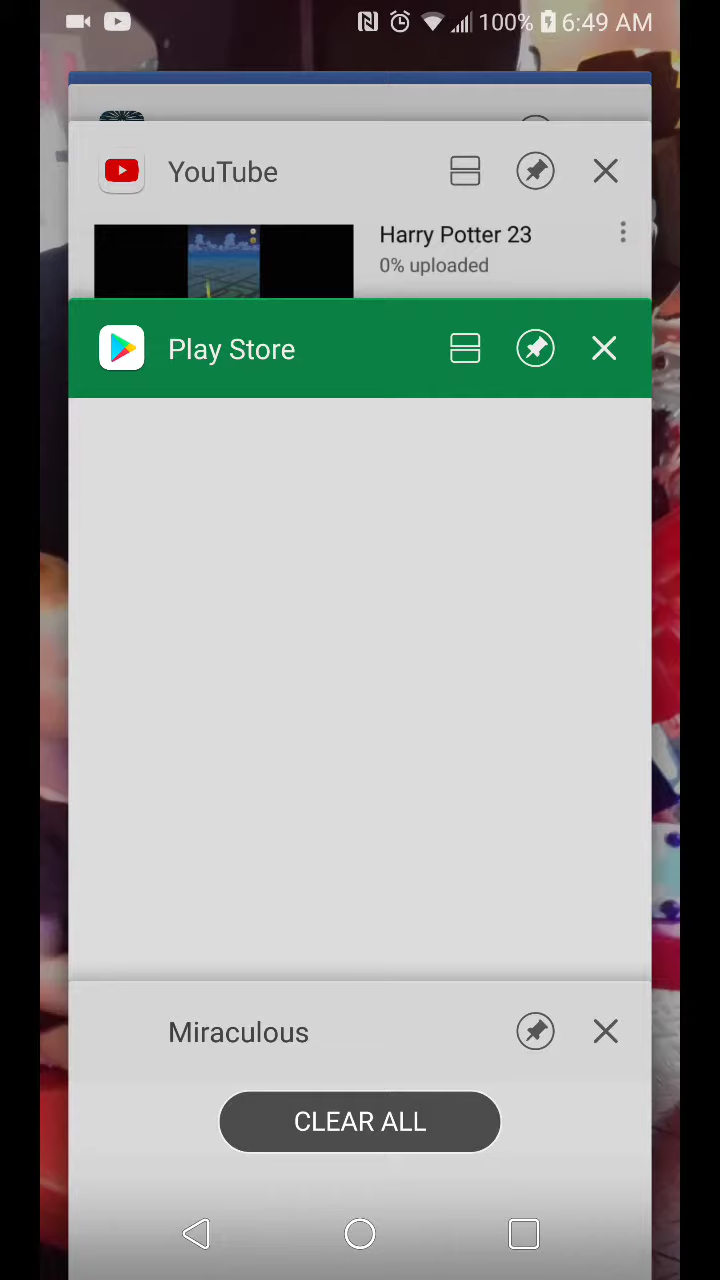 100% 6:49 AM
YouTube
Harry Potter 23
0% uploaded
Play Store
Miraculous
CLEAR ALL